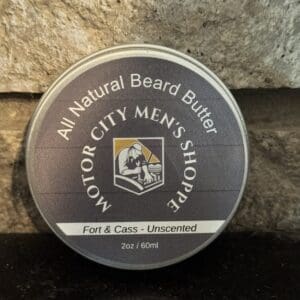 All Natural Beard Butter
MOTOR CITY MEN'S SHOPPE
Fort & Cass - Unscented
2oz / 60ml